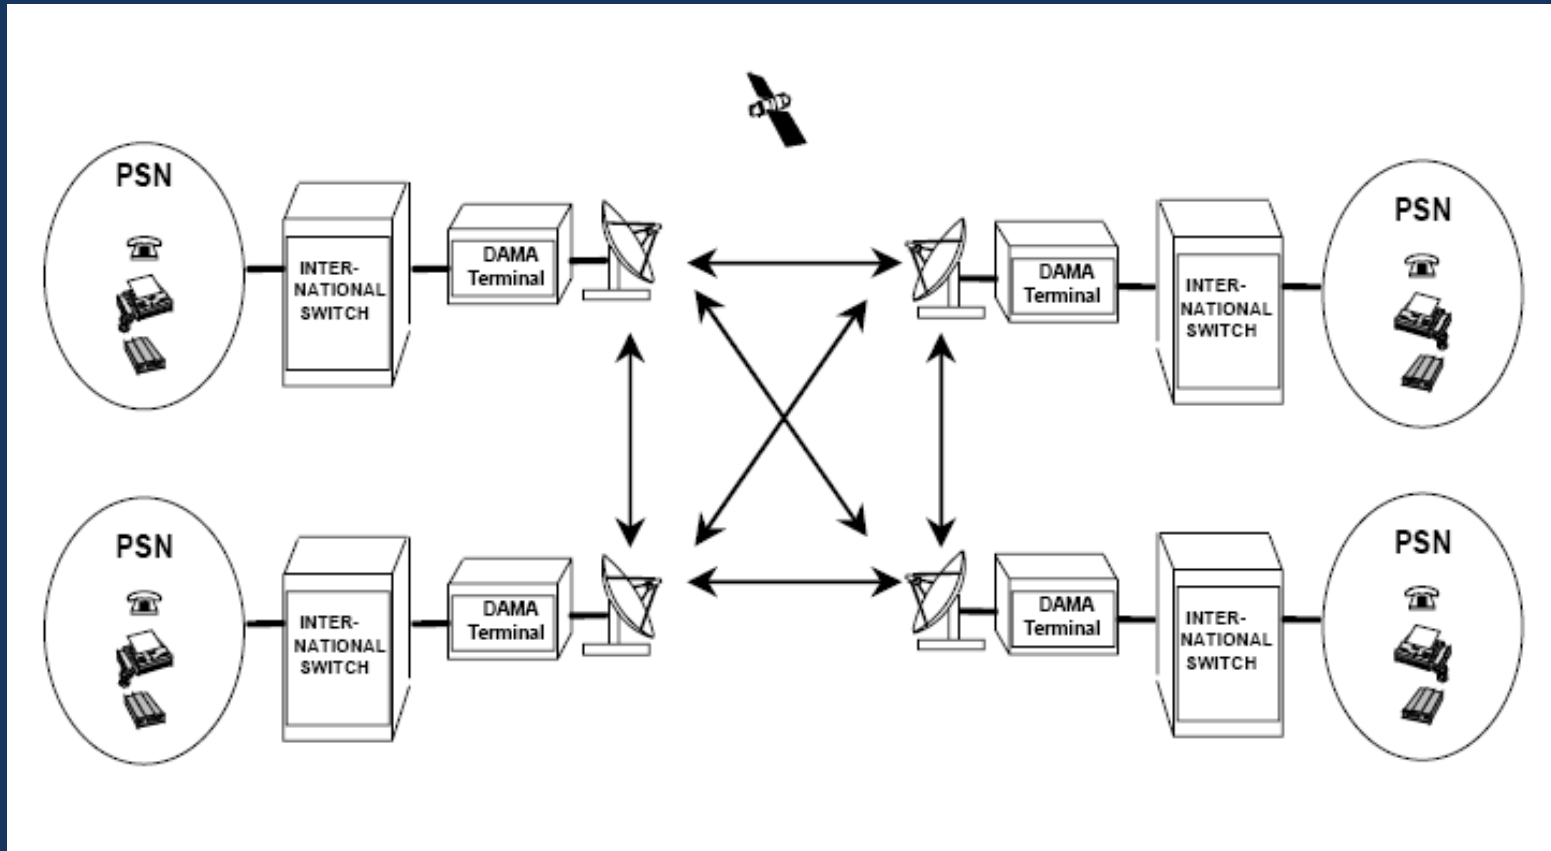 PSN
INTER-
NATIONAL
SWITCH
DAMA
Terminal
DAMA
Terminal
INTER-
NATIONAL
SWITCH
PSN
PSN
INTER-
NATIONAL
SWITCH
DAMA
Terminal
DAMA
Terminal
INTER-
NATIONAL
SWITCH
PSN